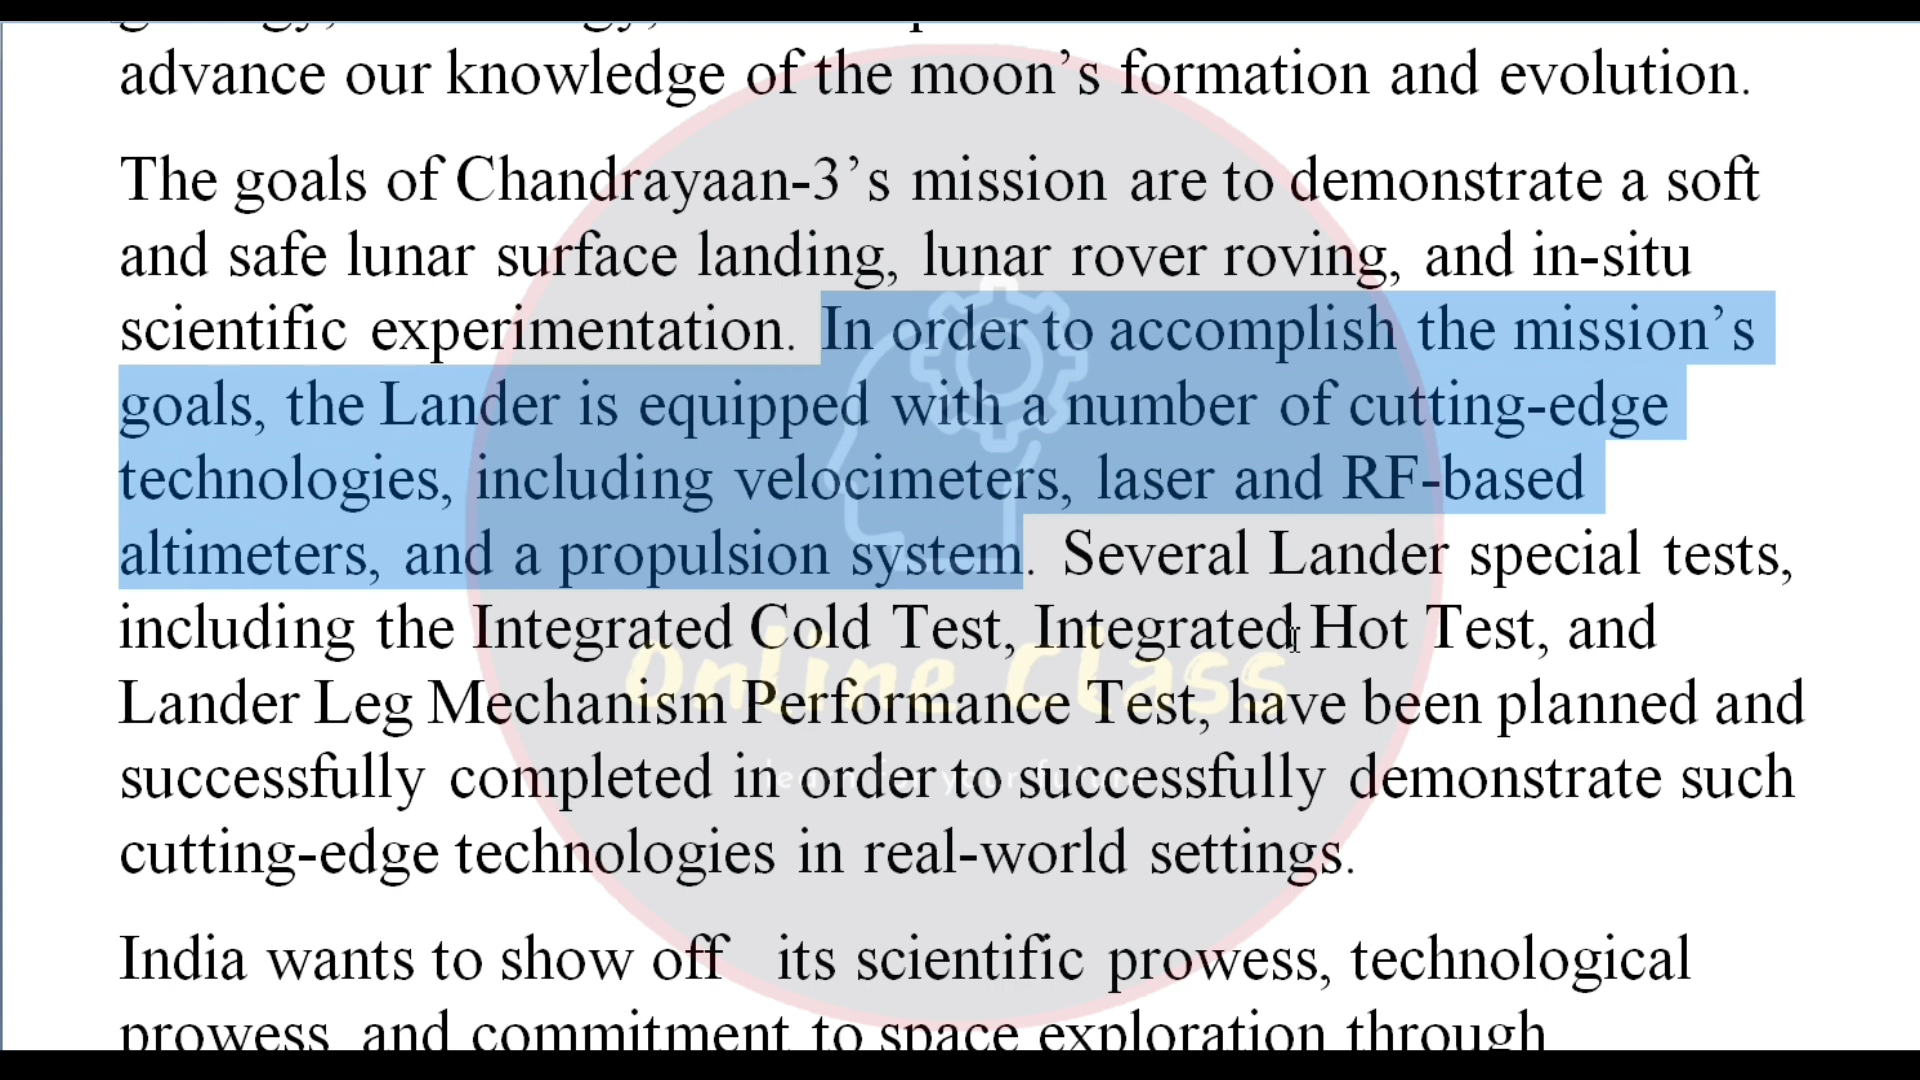 advance our knowledge of the moon’s formation and evolution.
The goals of Chandrayaan-3’s mission are to demonstrate a soft
and safe lunar surface landing, lunar rover roving, and in-situ
scientific experimentation. In order to accomplish the mission’s
goals, the Lander is equipped with a number of cutting-edge
technologies, including velocimeters, laser and RF-based
altimeters, and a propulsion system. Several Lander special tests,
including the Integrated Cold Test, Integrated Hot Test, and
Lander Leg Mechanism Performance Test, have been planned and
successfully completed in order to successfully demonstrate such
cutting-edge technologies in real-world settings.
India wants to show off its scientific prowess, technological
prowess, and commitment to space exploration through
Online Class